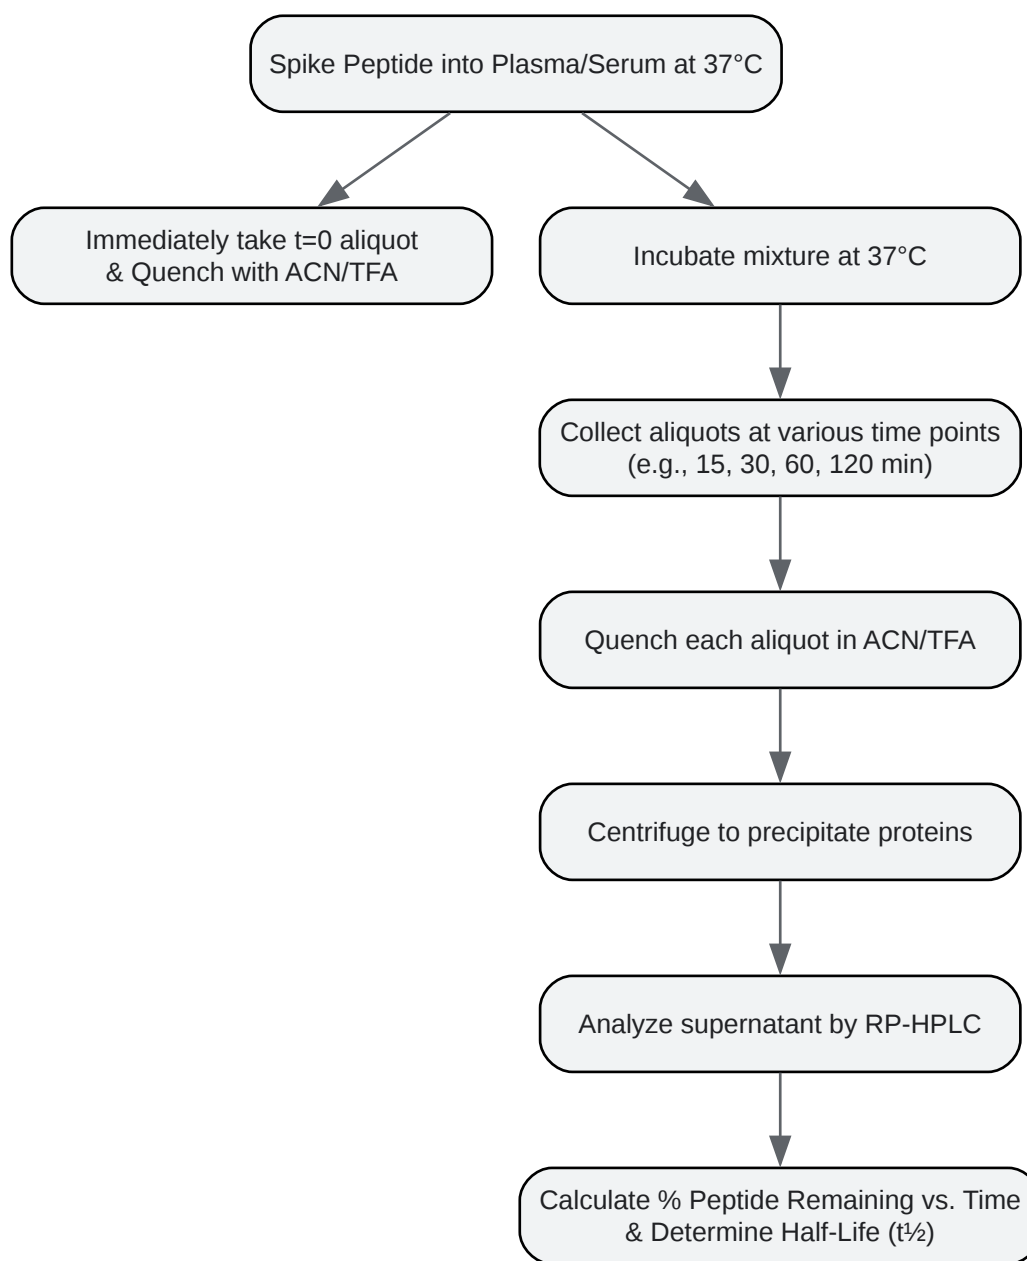 Spike Peptide into Plasma/Serum at 37°C
Immediately take t=0 aliquot
& Quench with ACN/TFA
Incubate mixture at 37°C
Collect aliquots at various time points
(e.g., 15, 30, 60, 120 min)
Quench each aliquot in ACN/TFA
Centrifuge to precipitate proteins
Analyze supernatant by RP-HPLC
Calculate % Peptide Remaining vs. Time
& Determine Half-Life (t½)